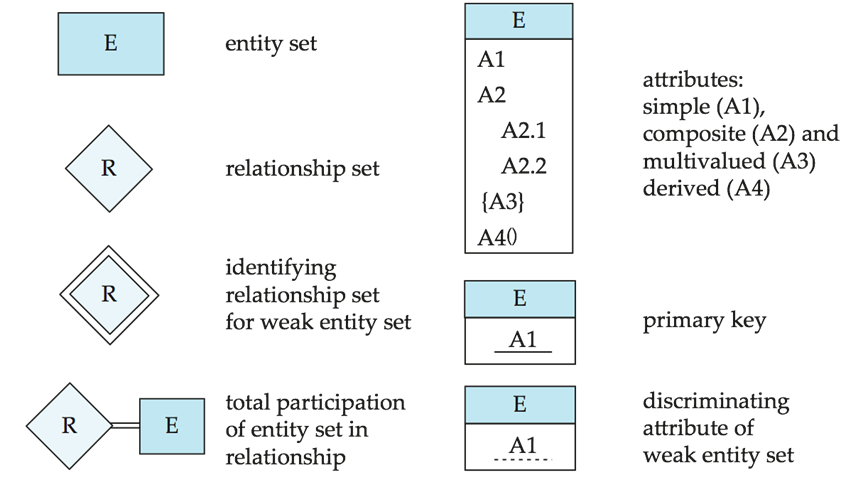 E
entity set
R
relationship set
R
identifying
relationship set
for weak entity set
R
E
total participation
of entity set in
relationship
E
A1
A2
A2.1
A2.2
{A3}
A4()
attributes:
simple (A1),
composite (A2) and
multivalued (A3)
derived (A4)
E
A1
primary key
E
A1
discriminating
attribute of
weak entity set